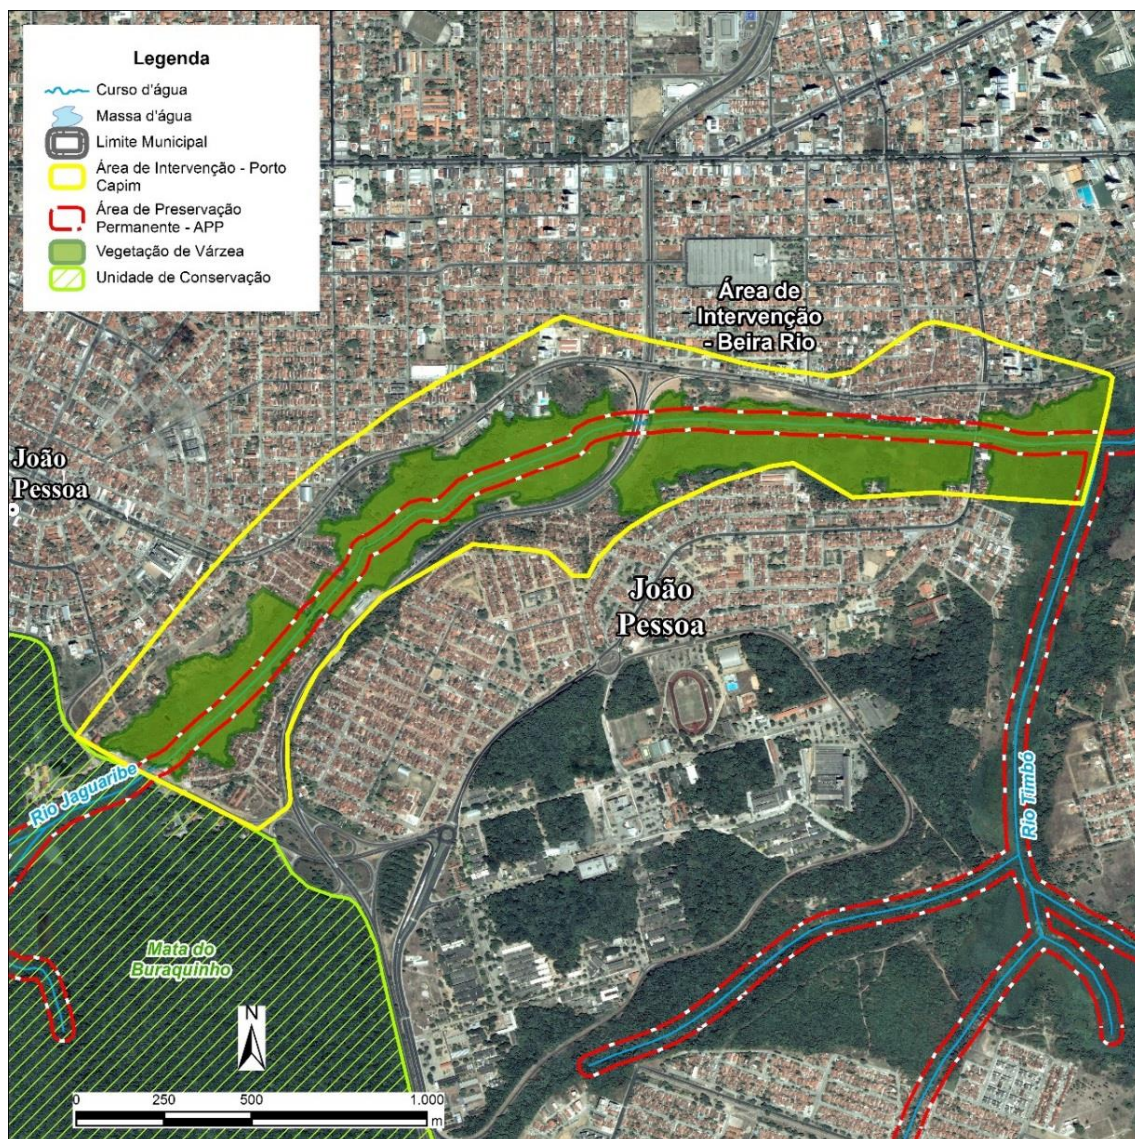 Legenda
Curso d'água
Massa d'água
Limite Municipal
Área de Intervenção - Porto
Capim
Área de Preservação
Permanente - APP
Vegetação de Várzea
Unidade de Conservação
Área de
Intervenção
- Beira Rio
João
Pessoa
João
Pessoa
Rio Jaguaribe
Rio Timbó
Mata do
Buraquinho
N
0 250 500 1.000
m